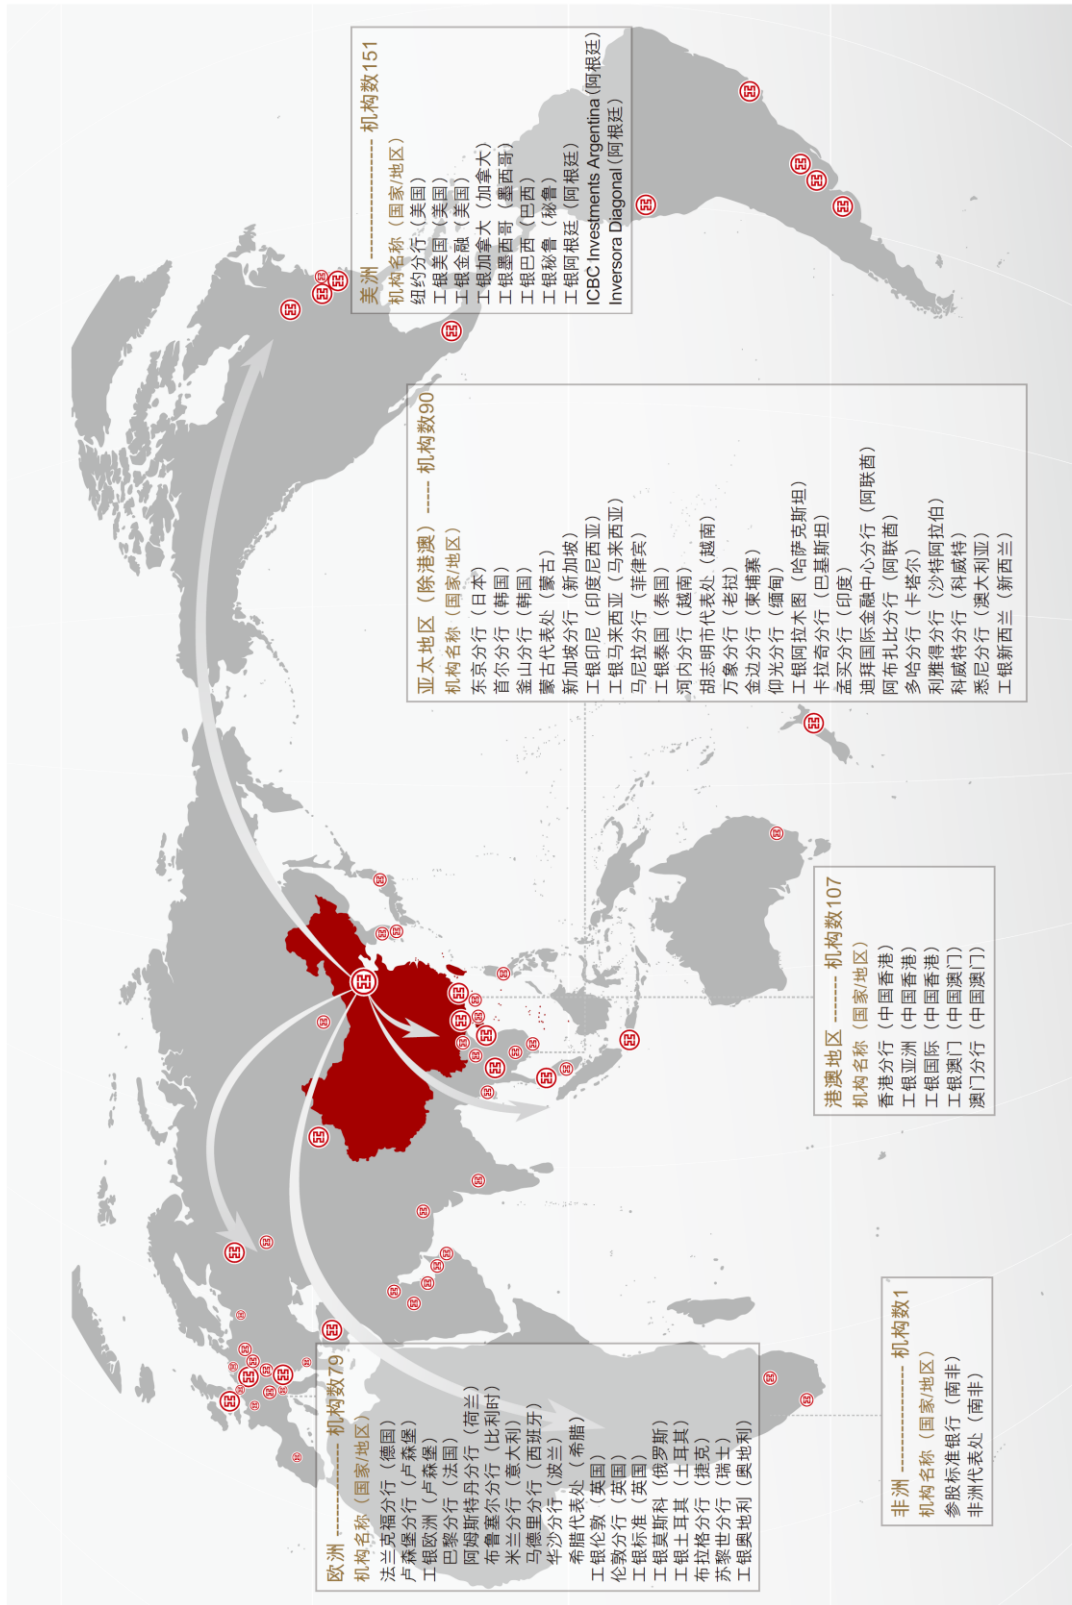 欧洲 ------------- 机构数79
机构名称（国家/地区）
法兰克福分行（德国）
卢森堡分行（卢森堡）
工银欧洲（卢森堡）
巴黎分行（法国）
阿姆斯特丹分行（荷兰）
布鲁塞尔分行（比利时）
米兰分行（意大利）
马德里分行（西班牙）
华沙分行（波兰）
希腊代表处（希腊）
工银伦敦（英国）
伦敦分行（英国）
工银标准（英国）
工银莫斯科（俄罗斯）
工银土耳其（土耳其）
布拉格分行（捷克）
苏黎世分行（瑞士）
工银奥地利（奥地利）
非洲 ---------------- 机构数1
机构名称（国家/地区）
参股标准银行（南非）
非洲代表处（南非）
港澳地区 ------- 机构数107
机构名称（国家/地区）
香港分行（中国香港）
工银亚洲（中国香港）
工银国际（中国香港）
工银澳门（中国澳门）
澳门分行（中国澳门）
亚太地区（除港澳）----- 机构数90
机构名称（国家/地区）
东京分行（日本）
首尔分行（韩国）
釜山分行（韩国）
蒙古代表处（蒙古）
新加坡分行（新加坡）
工银印尼（印度尼西亚）
工银马来西亚（马来西亚）
马尼拉分行（菲律宾）
工银泰国（泰国）
河内分行（越南）
胡志明市代表处（越南）
万象分行（老挝）
金边分行（柬埔寨）
仰光分行（缅甸）
工银阿拉木图（哈萨克斯坦）
卡拉奇分行（巴基斯坦）
孟买分行（印度）
迪拜国际金融中心分行（阿联酋）
阿布扎比分行（阿联酋）
多哈分行（卡塔尔）
利雅得分行（沙特阿拉伯）
科威特分行（科威特）
悉尼分行（澳大利亚）
工银新西兰（新西兰）
美洲 ---------------- 机构数151
机构名称（国家/地区）
纽约分行（美国）
工银美国（美国）
工银金融（美国）
工银加拿大（加拿大）
工银墨西哥（墨西哥）
工银巴西（巴西）
工银秘鲁（秘鲁）
工银阿根廷（阿根廷）
ICBC Investments Argentina（阿根廷）
Inversora Diagonal（阿根廷）